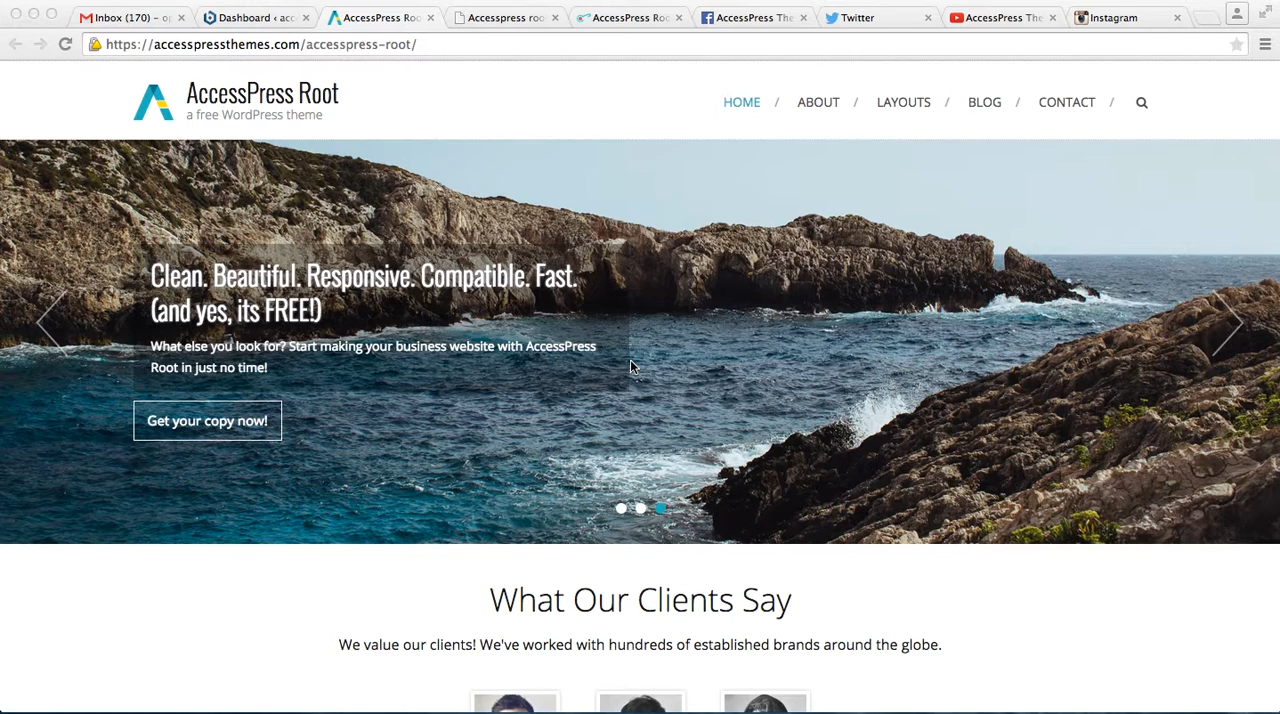 Inbox (170) – o
Dashboard ‹ acc
AccessPress Roo
Accesspress roo
AccessPress Roo
AccessPress The
Twitter
AccessPress The
Instagram
https://accesspressthemes.com/accesspress-root/
AccessPress Root
a free WordPress theme
HOME / ABOUT / LAYOUTS / BLOG / CONTACT /
Clean. Beautiful. Responsive. Compatible. Fast.
(and yes, its FREE!)
What else you look for? Start making your business website with AccessPress
Root in just no time!
Get your copy now!
What Our Clients Say
We value our clients! We've worked with hundreds of established brands around the globe.